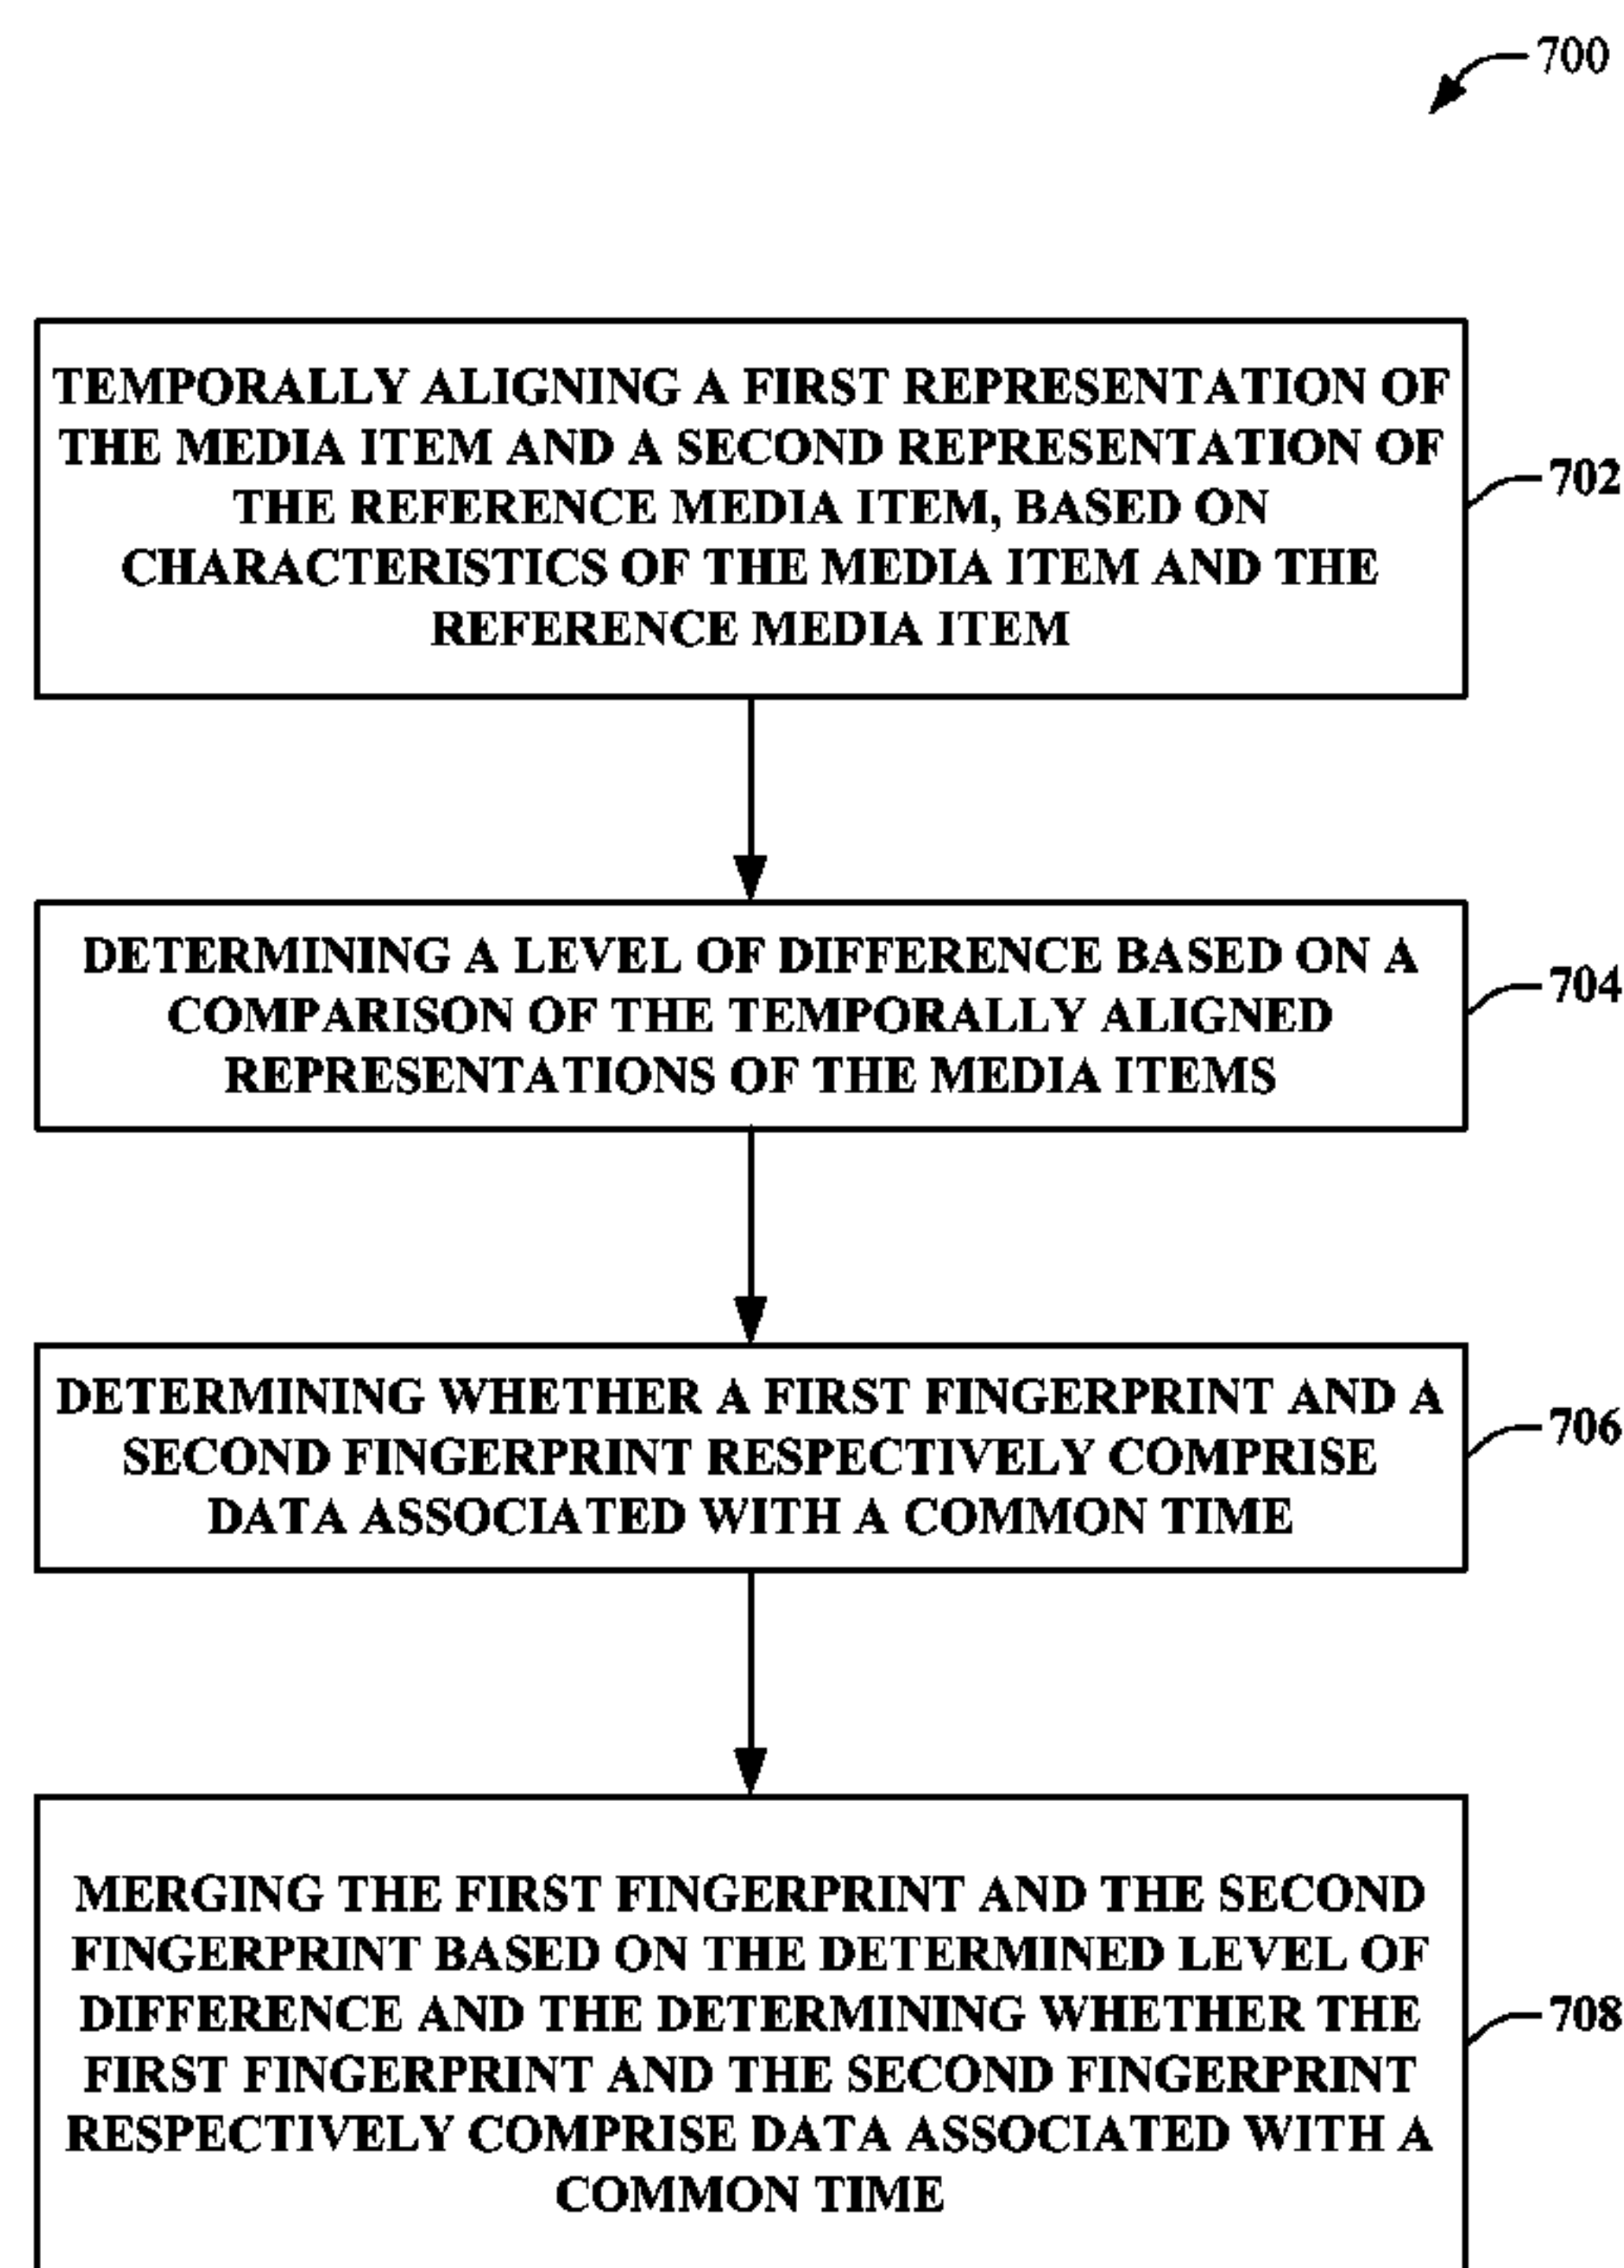 700
TEMPORALLY ALIGNING A FIRST REPRESENTATION OF
THE MEDIA ITEM AND A SECOND REPRESENTATION OF
THE REFERENCE MEDIA ITEM, BASED ON
CHARACTERISTICS OF THE MEDIA ITEM AND THE
REFERENCE MEDIA ITEM
702
DETERMINING A LEVEL OF DIFFERENCE BASED ON A
COMPARISON OF THE TEMPORALLY ALIGNED
REPRESENTATIONS OF THE MEDIA ITEMS
704
DETERMINING WHETHER A FIRST FINGERPRINT AND A
SECOND FINGERPRINT RESPECTIVELY COMPRISE
DATA ASSOCIATED WITH A COMMON TIME
706
MERGING THE FIRST FINGERPRINT AND THE SECOND
FINGERPRINT BASED ON THE DETERMINED LEVEL OF
DIFFERENCE AND THE DETERMINING WHETHER THE
FIRST FINGERPRINT AND THE SECOND FINGERPRINT
RESPECTIVELY COMPRISE DATA ASSOCIATED WITH A
COMMON TIME
708